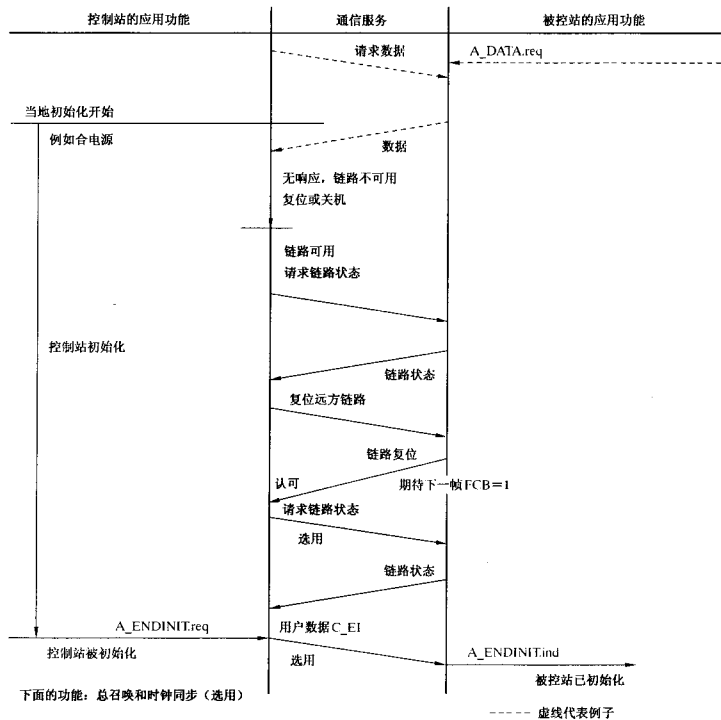 控制站的应用功能
通信服务
被控站的应用功能
请求数据
A_DATA.req
当地初始化开始
例如合电源
数据
无响应，链路不可用
复位或关机
链路可用
请求链路状态
控制站初始化
链路状态
复位远方链路
链路复位
认可
期待下一帧FCB＝1
请求链路状态
选用
链路状态
A_ENDINIT.req
用户数据C_EI
控制站被初始化
选用
A_ENDINIT.ind
被控站已初始化
下面的功能：总召唤和时钟同步（选用）
虚线代表例子